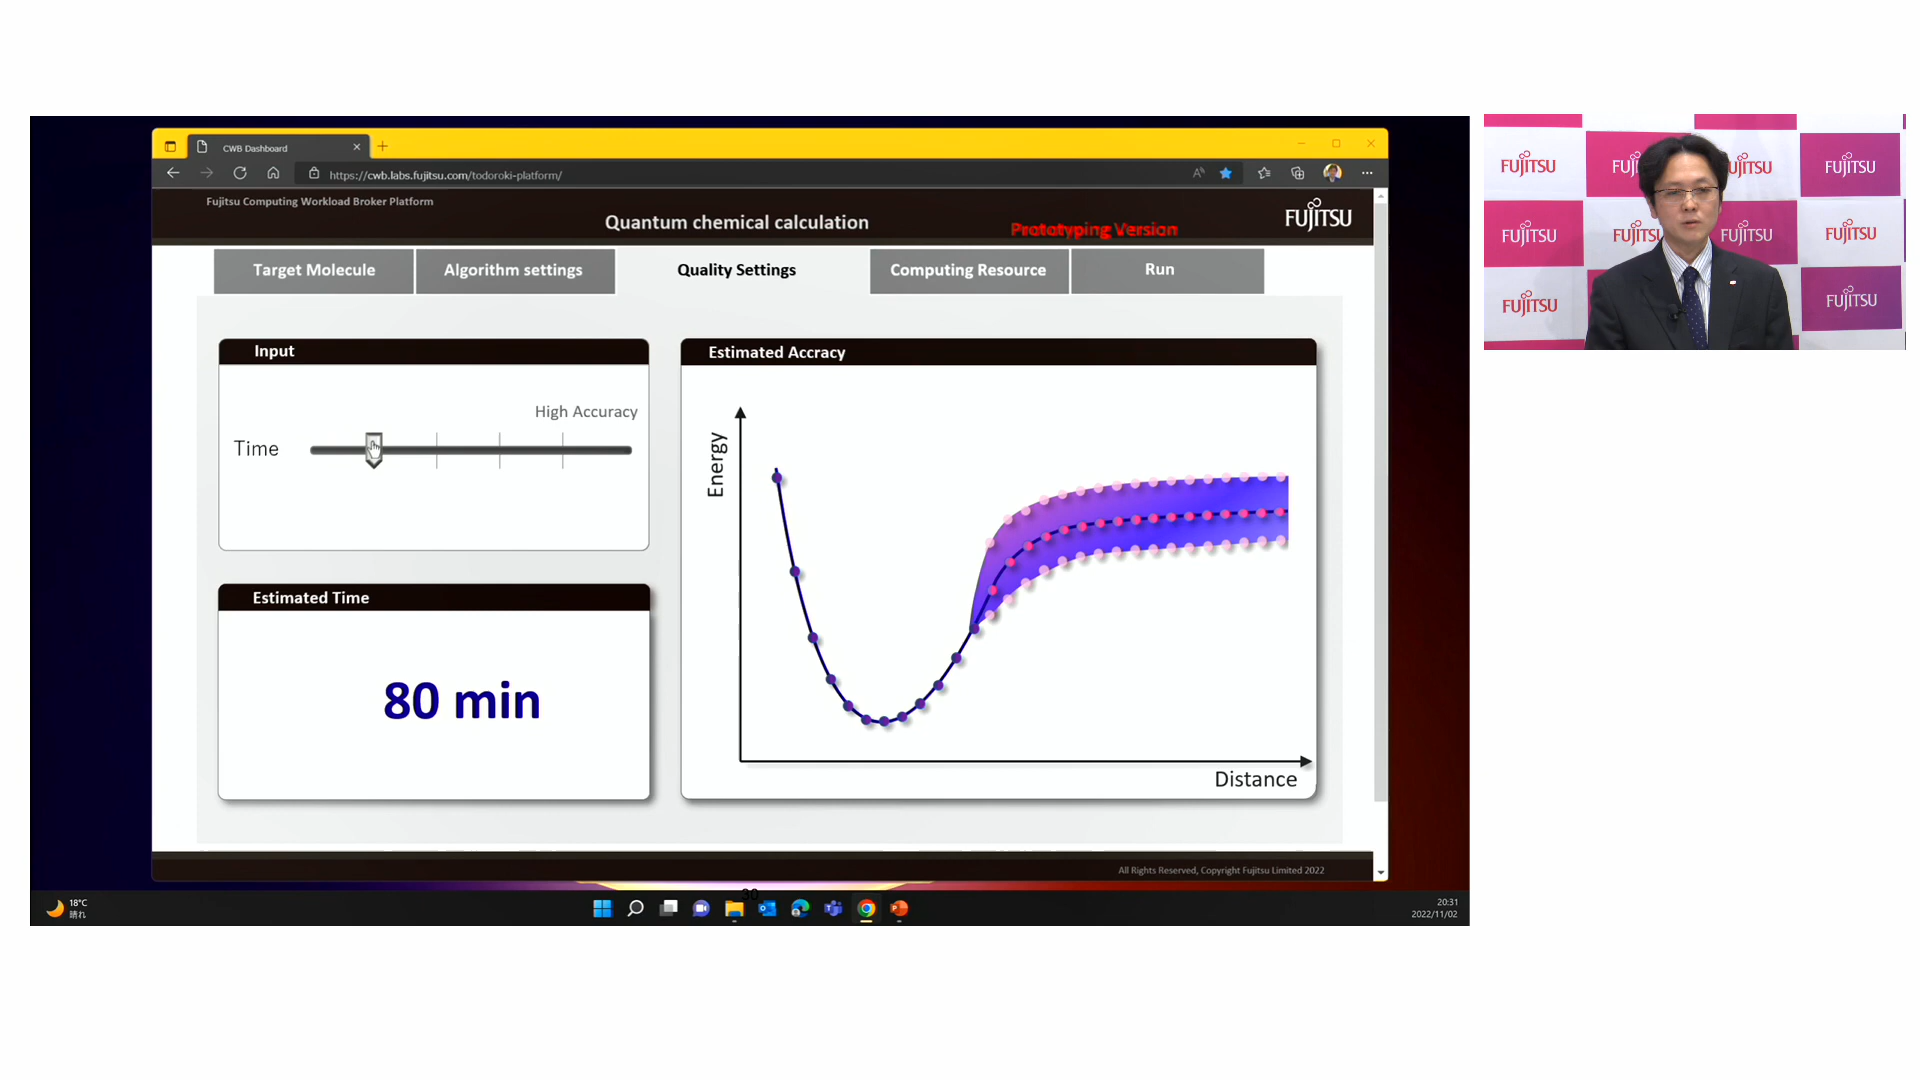 CWB Dashboard
https://cwb.labs.fujitsu.com/todoroki-platform/
Fujitsu Computing Workload Broker Platform
Quantum chemical calculation
Prototyping Version
FUJITSU
Target Molecule
Algorithm settings
Quality Settings
Computing Resource
Run
Input
High Accuracy
Time
Estimated Time
80 min
Estimated Accracy
Energy
Distance
All Rights Reserved, Copyright Fujitsu Limited 2022
30
18°C
晴れ
20:31
2022/11/02
FUJITSU
FUJITSU
FUJITSU
FUJITSU
FUJITSU
FUJITSU
FUJITSU
FUJITSU
FUJITSU